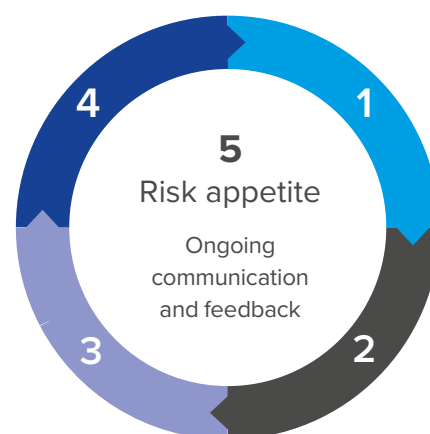 4
1
5
Risk appetite
Ongoing
communication
and feedback
3
2